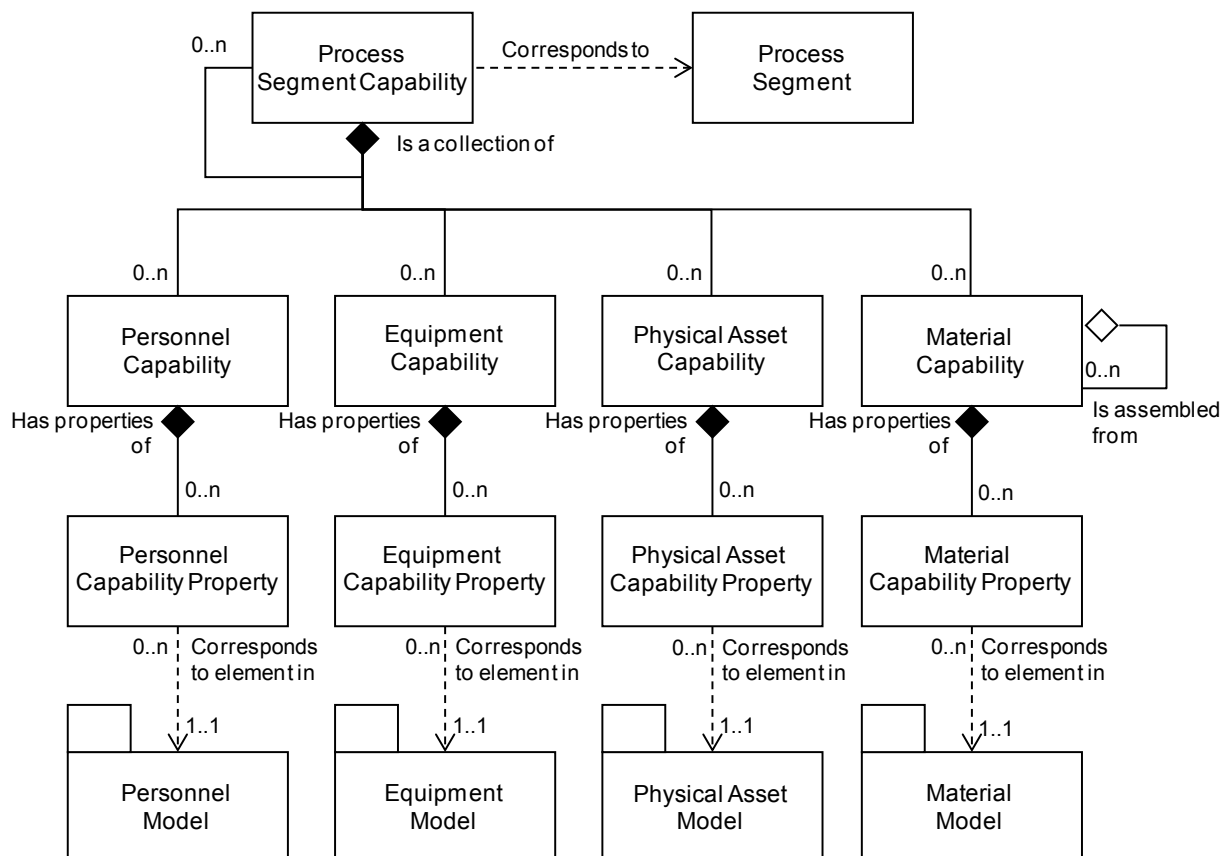 0..n
Process
Segment Capability
Corresponds to
Process
Segment
Is a collection of
0..n
0..n
0..n
0..n
Personnel
Capability
Equipment
Capability
Physical Asset
Capability
Material
Capability
0..n
Is assembled
from
Has properties
of
Has properties
of
Has properties
of
Has properties
of
0..n
0..n
0..n
0..n
Personnel
Capability Property
Equipment
Capability Property
Physical Asset
Capability Property
Material
Capability Property
0..n
Corresponds
to element in
0..n
Corresponds
to element in
0..n
Corresponds
to element in
0..n
Corresponds
to element in
1..1
1..1
1..1
1..1
Personnel
Model
Equipment
Model
Physical Asset
Model
Material
Model